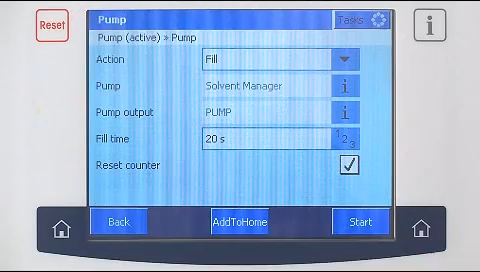 Reset
Pump
Tasks
Pump (active) » Pump
Action Fill
Pump Solvent Manager
Pump output PUMP
Fill time 20 s 123
Reset counter
Back AddToHome Start